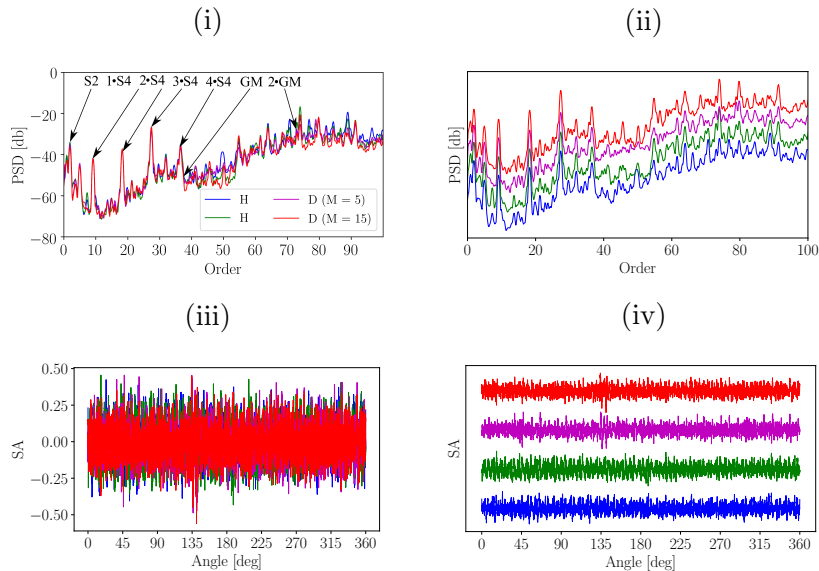 (i)
0
−20
−40
−60
−80
PSD [db]
S2 1•S4 2•S4 3•S4 4•S4 GM 2•GM
H D (M = 5)
H D (M = 15)
0 10 20 30 40 50 60 70 80 90
Order
(ii)
PSD [db]
0 20 40 60 80 100
Order
(iii)
0.50
0.25
0.00
−0.25
−0.50
SA
0 45 90 135 180 225 270 315 360
Angle [deg]
(iv)
SA
0 45 90 135 180 225 270 315 360
Angle [deg]